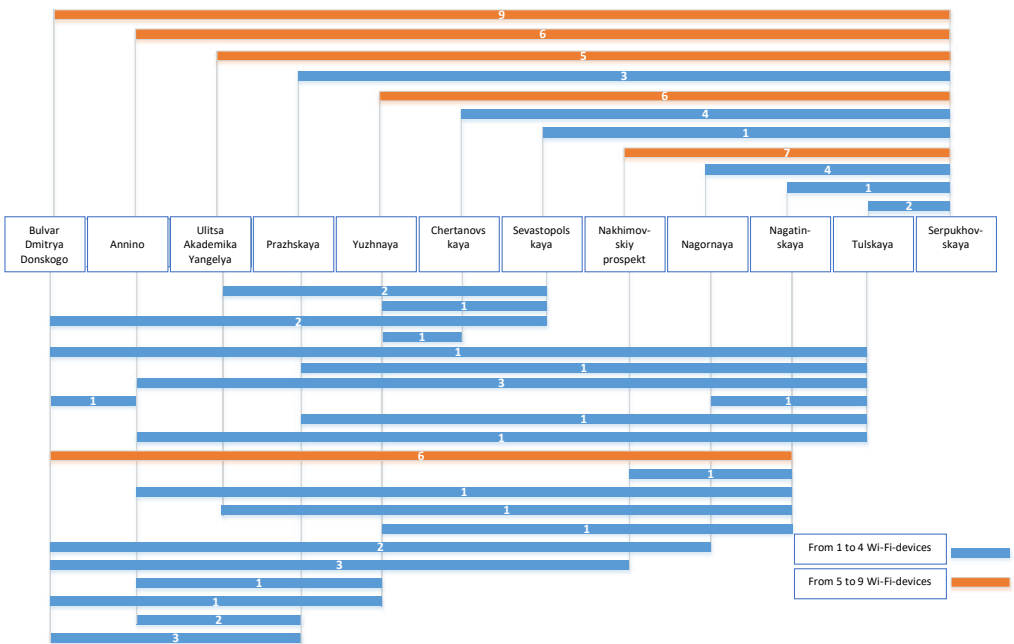 9
6
5
3
6
4
1
7
4
1
2
Bulvar
Dmitrya
Donskogo
Annino
Ulitsa
Akademika
Yangelya
Prazhskaya
Yuzhnaya
Chertanovs
kaya
Sevastopols
kaya
Nakhimov-
skiy
prospekt
Nagornaya
Nagatin-
skaya
Tulskaya
Serpukhov-
skaya
2
1
2
1
1
1
3
1 1
1
1
6
1
1
1
1
2
3
1
1
2
3
From 1 to 4 Wi-Fi-devices
From 5 to 9 Wi-Fi-devices